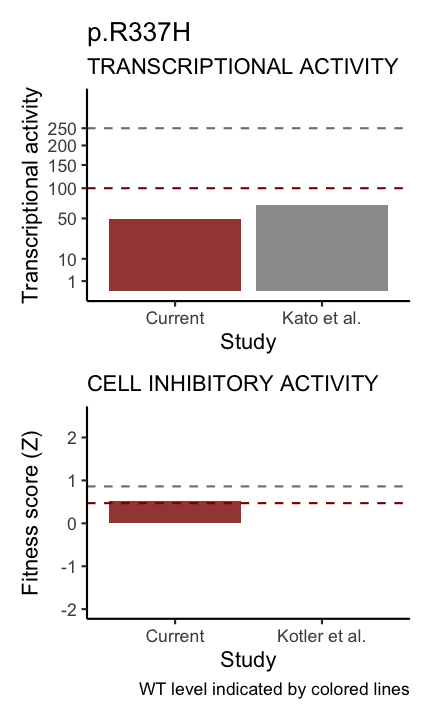 p.R337H
TRANSCRIPTIONAL ACTIVITY
Transcriptional activity
250
200
150
100
50
10
1
Current
Kato et al.
Study
CELL INHIBITORY ACTIVITY
Fitness score (Z)
2
1
0
-1
-2
Current
Kotler et al.
Study
WT level indicated by colored lines